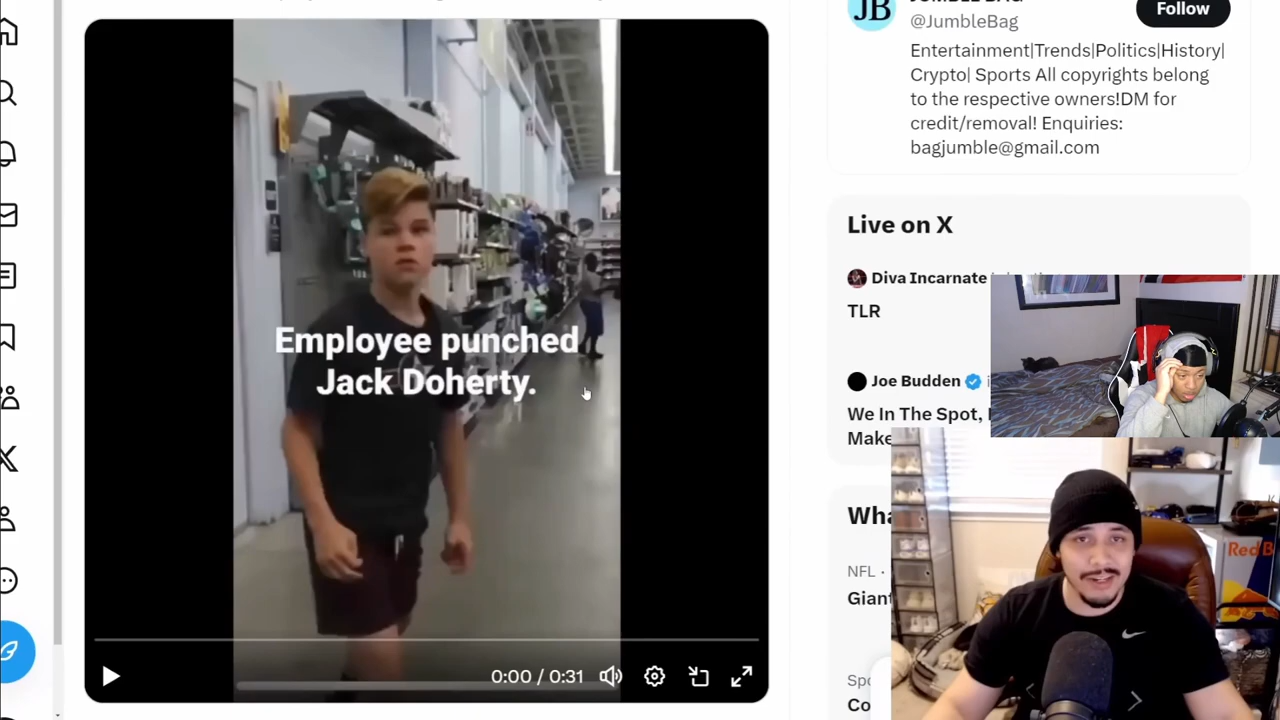 Employee punched
Jack Doherty.
0:00 / 0:31
JB
@JumbleBag
Follow
Entertainment|Trends|Politics|History|
Crypto| Sports All copyrights belong
to the respective owners!DM for
credit/removal! Enquiries:
bagjumble@gmail.com
Live on X
Diva Incarnate
TLR
Joe Budden
We In The Spot,
Make
Wha
NFL ·
Giant
Spo
Co
Red B